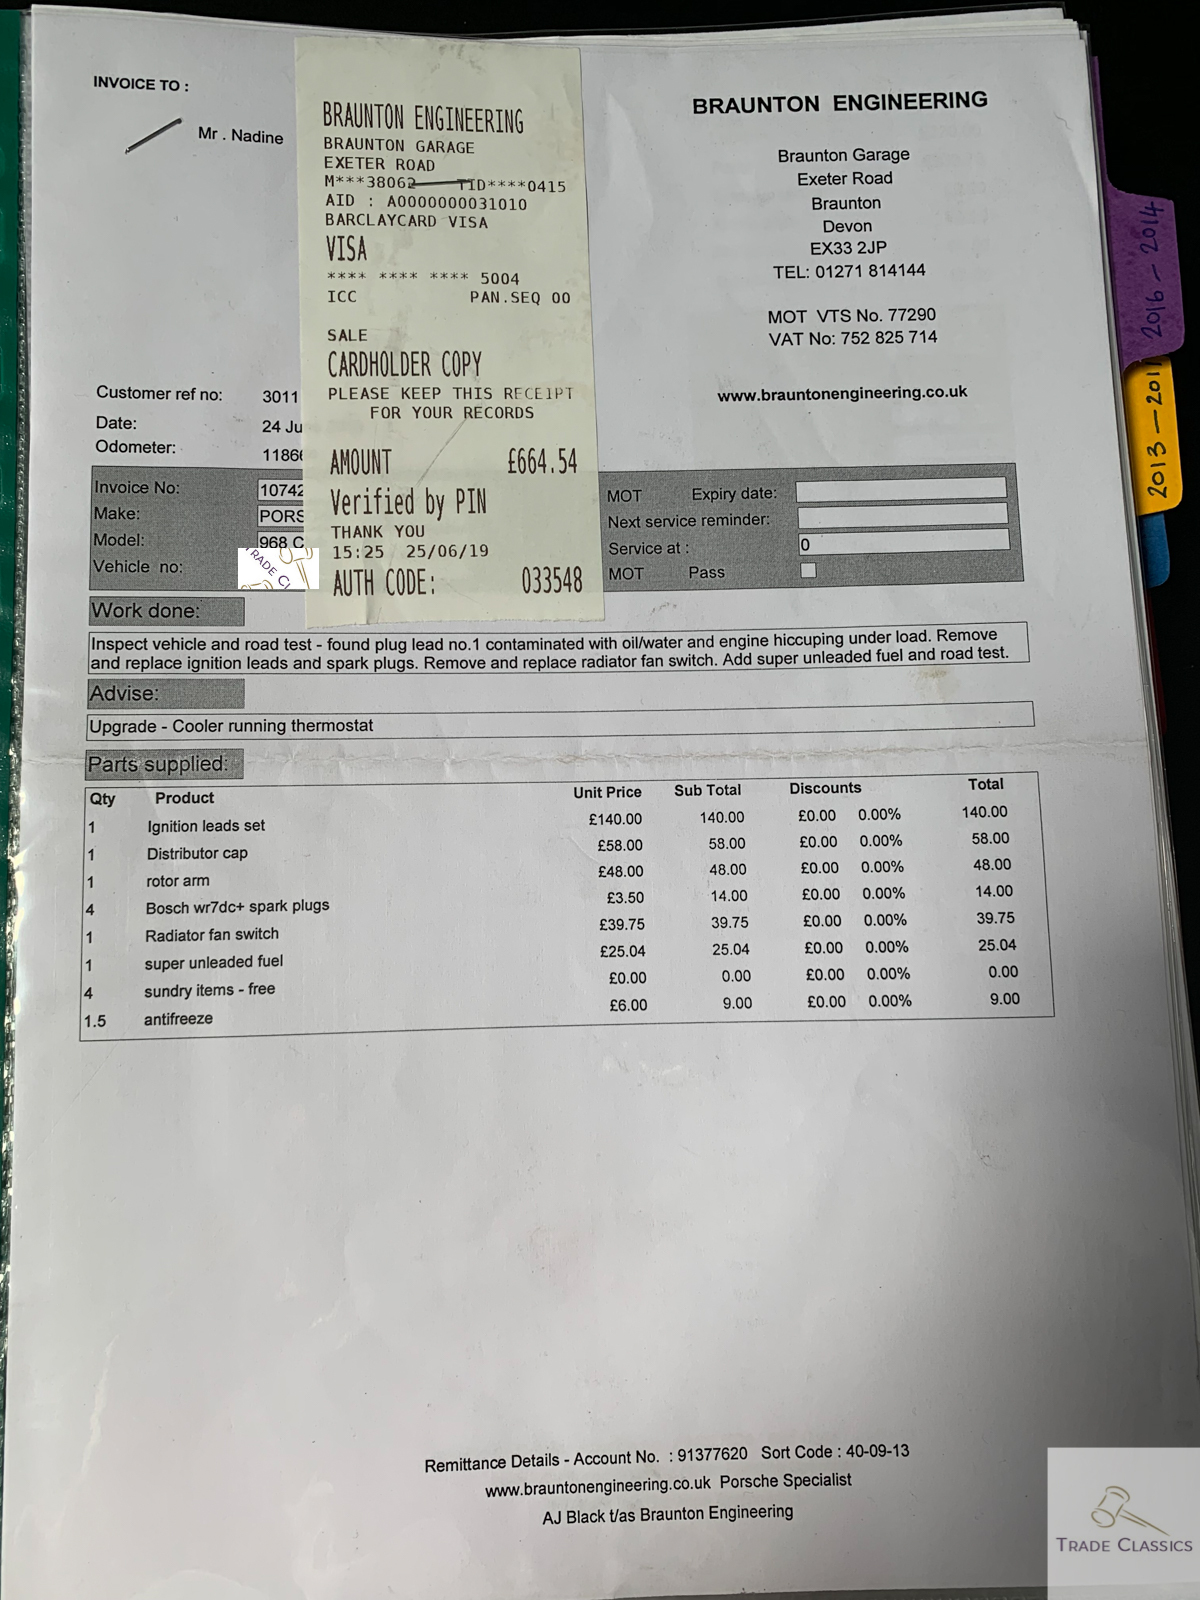 INVOICE TO :
Mr . Nadine
BRAUNTON ENGINEERING
Braunton Garage
Exeter Road
Braunton
Devon
EX33 2JP
TEL: 01271 814144
MOT VTS No. 77290
VAT No: 752 825 714
www.brauntonengineering.co.uk
BRAUNTON ENGINEERING
BRAUNTON GARAGE
EXETER ROAD
M***38062 TID****0415
AID : A0000000031010
BARCLAYCARD VISA
VISA
**** **** **** 5004
ICC PAN.SEQ 00
SALE
CARDHOLDER COPY
PLEASE KEEP THIS RECEIPT
FOR YOUR RECORDS
AMOUNT £664.54
Verified by PIN
THANK YOU
15:25 25/06/19
AUTH CODE: 033548
Customer ref no: 3011
Date: 24 Ju
Odometer: 1186
Invoice No: 10742
Make: PORS
Model: 968 C
Vehicle no:
TRADE CL
MOT Expiry date:
Next service reminder:
Service at : 0
MOT Pass
Work done:
Inspect vehicle and road test - found plug lead no.1 contaminated with oil/water and engine hiccuping under load. Remove
and replace ignition leads and spark plugs. Remove and replace radiator fan switch. Add super unleaded fuel and road test.
Advise:
Upgrade - Cooler running thermostat
Parts supplied:
Qty Product Unit Price Sub Total Discounts Total
1 Ignition leads set £140.00 140.00 £0.00 0.00% 140.00
1 Distributor cap £58.00 58.00 £0.00 0.00% 58.00
1 rotor arm £48.00 48.00 £0.00 0.00% 48.00
4 Bosch wr7dc+ spark plugs £3.50 14.00 £0.00 0.00% 14.00
1 Radiator fan switch £39.75 39.75 £0.00 0.00% 39.75
1 super unleaded fuel £25.04 25.04 £0.00 0.00% 25.04
4 sundry items - free £0.00 0.00 £0.00 0.00% 0.00
1.5 antifreeze £6.00 9.00 £0.00 0.00% 9.00
Remittance Details - Account No. : 91377620 Sort Code : 40-09-13
www.brauntonengineering.co.uk Porsche Specialist
AJ Black t/as Braunton Engineering
2016 - 2014
2013 - 2011
TRADE CLASSICS